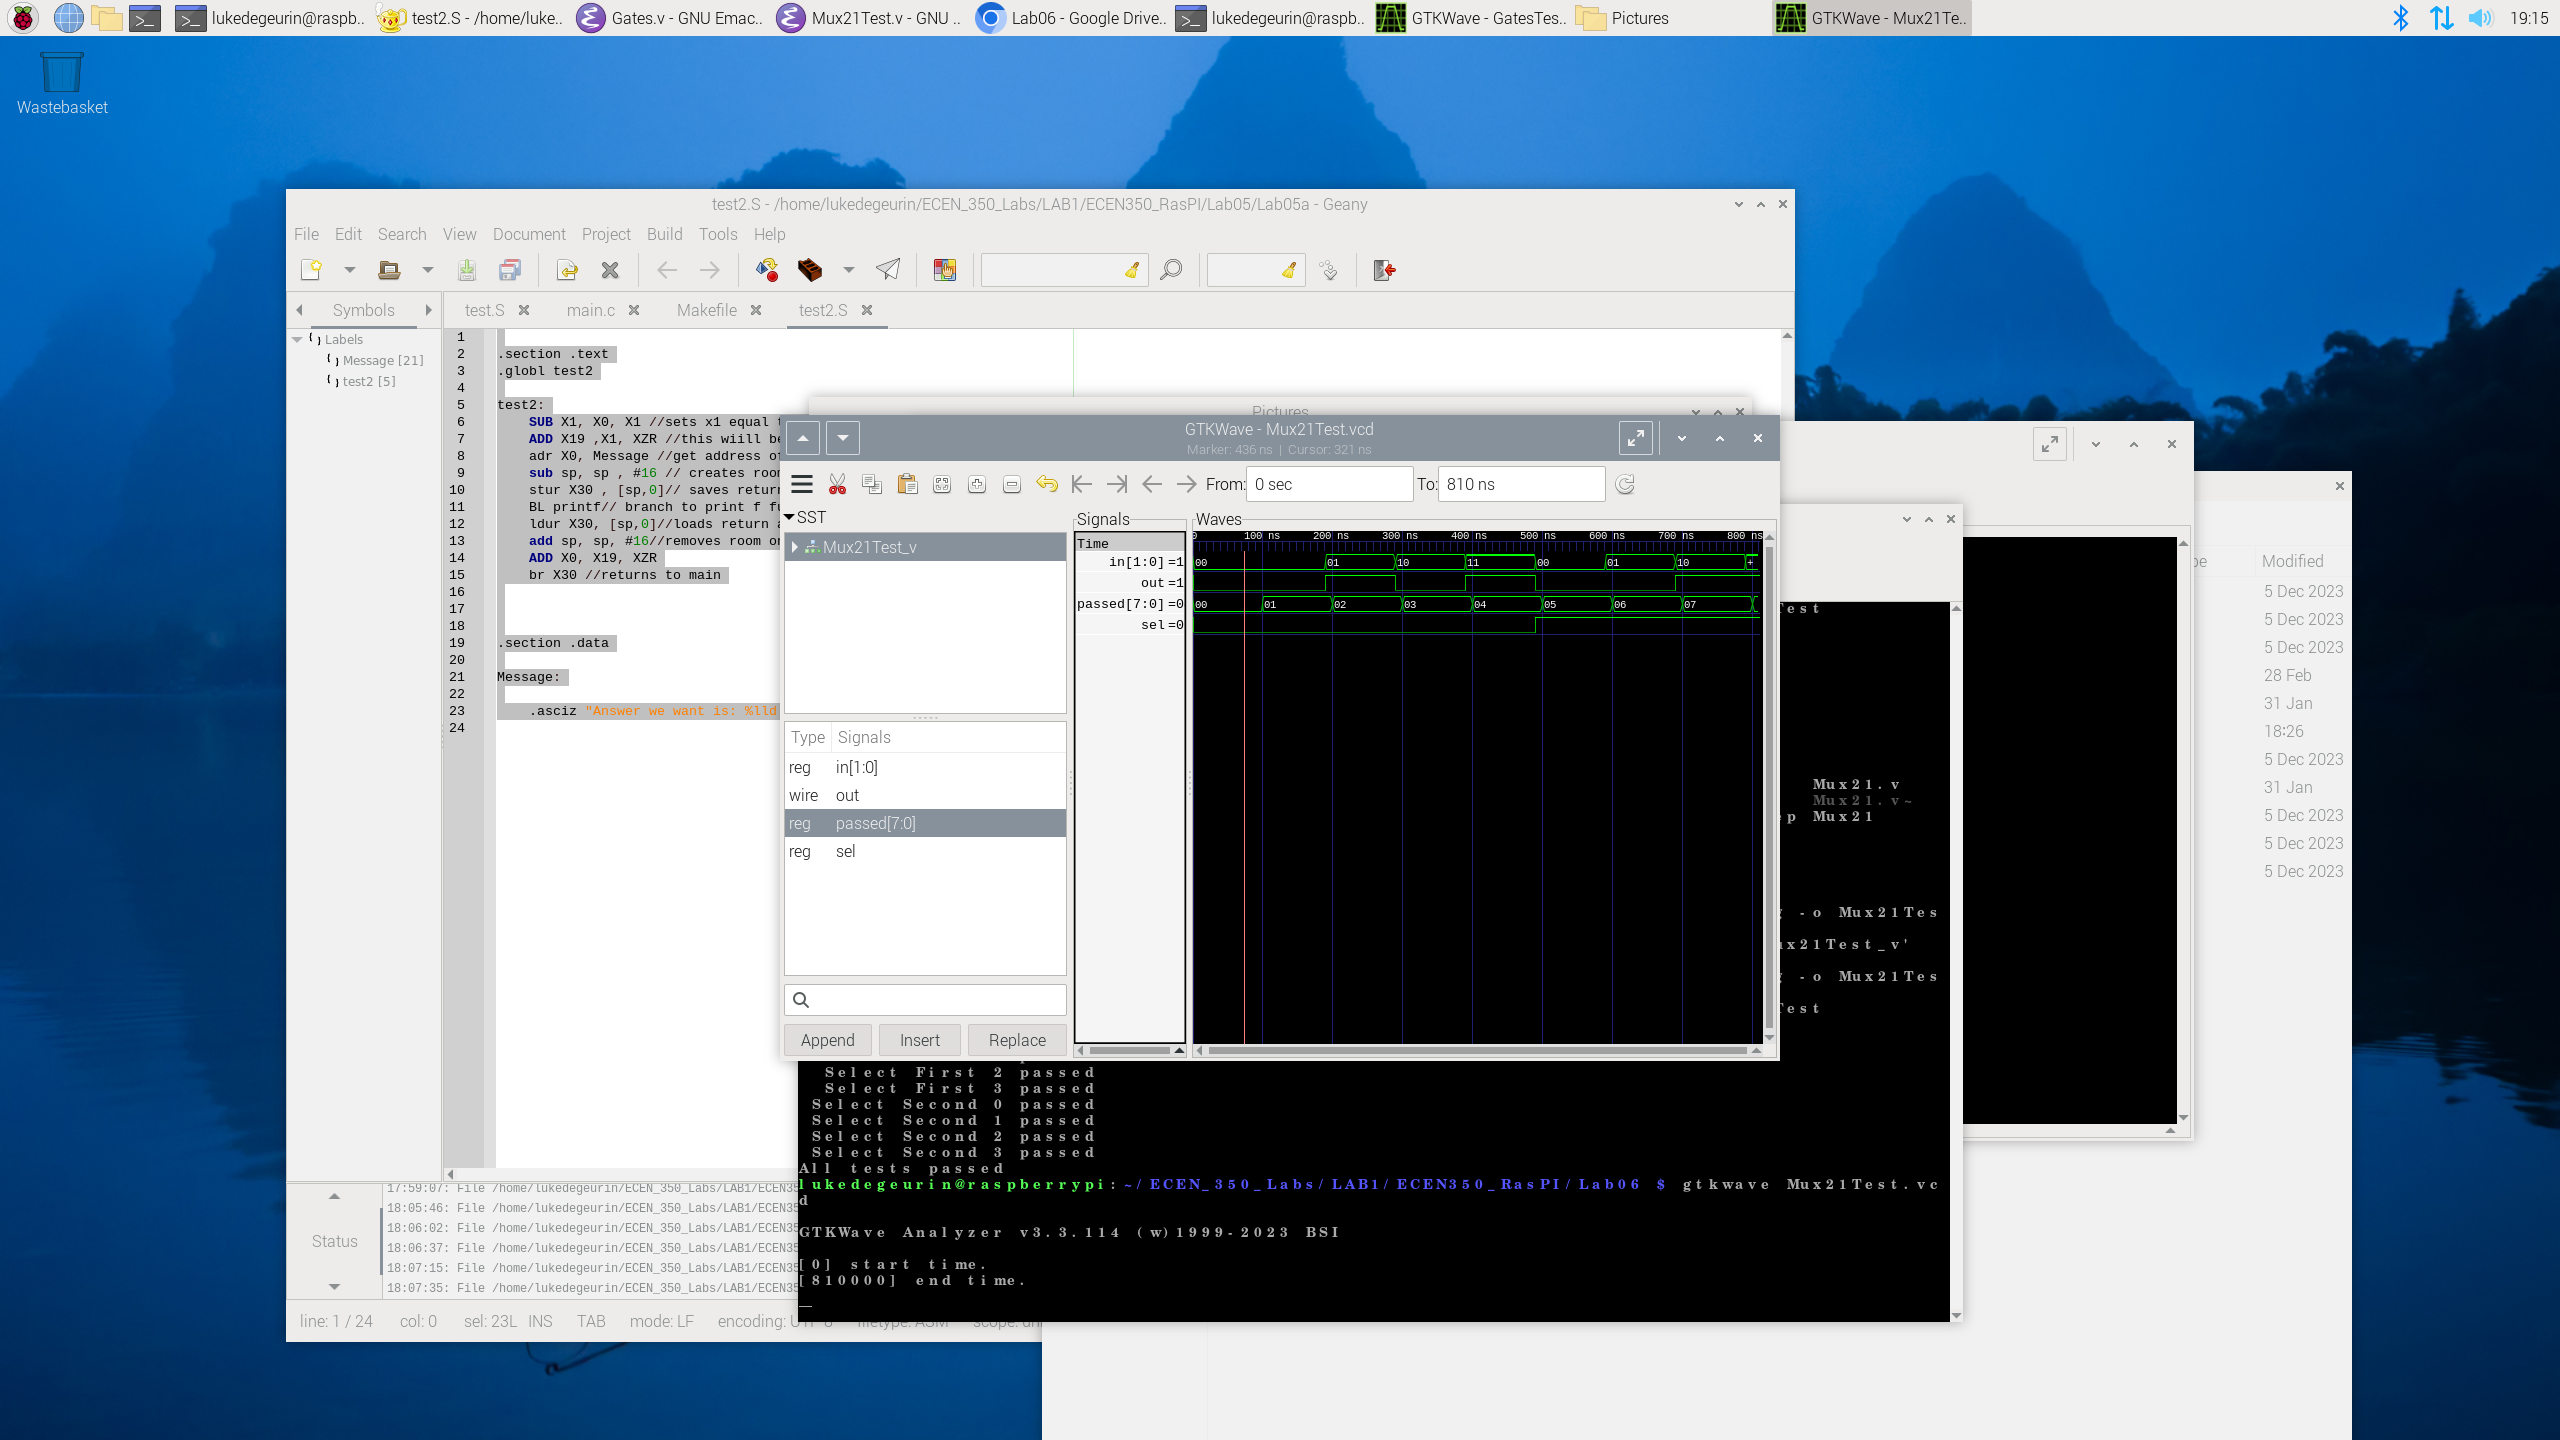 lukedegeurin@raspb..
test2.S - /home/luke..
Gates.v - GNU Emac..
Mux21Test.v - GNU ..
Lab06 - Google Drive..
lukedegeurin@raspb..
GTKWave - GatesTes..
Pictures
GTKWave - Mux21Te..
19:15
Wastebasket
test2.S - /home/lukedegeurin/ECEN_350_Labs/LAB1/ECEN350_RasPI/Lab05/Lab05a - Geany
File Edit Search View Document Project Build Tools Help
Symbols
test.S
main.c
Makefile
test2.S
Labels
Message [21]
test2 [5]
1
2 .section .text
3 .globl test2
4
5 test2:
6 SUB X1, X0, X1 //sets x1 equal
7 ADD X19 ,X1, XZR //this wiill be
8 adr X0, Message //get address of
9 sub sp, sp , #16 // creates room
10 stur X30 , [sp,0]// saves return
11 BL printf// branch to print f fu
12 ldur X30, [sp,0]//loads return a
13 add sp, sp, #16//removes room on
14 ADD X0, X19, XZR
15 br X30 //returns to main
16
17
18
19 .section .data
20
21 Message:
22
23 .asciz "Answer we want is: %lld
24
Status
17:59:07: File /home/lukedegeurin/ECEN_350_Labs/LAB1/ECEN35
18:05:46: File /home/lukedegeurin/ECEN_350_Labs/LAB1/ECEN35
18:06:02: File /home/lukedegeurin/ECEN_350_Labs/LAB1/ECEN35
18:06:37: File /home/lukedegeurin/ECEN_350_Labs/LAB1/ECEN35
18:07:15: File /home/lukedegeurin/ECEN_350_Labs/LAB1/ECEN35
18:07:35: File /home/lukedegeurin/ECEN_350_Labs/LAB1/ECEN35
line: 1 / 24 col: 0 sel: 23L INS TAB mode: LF encoding:
Pictures
GTKWave - Mux21Test.vcd
Marker: 436 ns | Cursor: 321 ns
From: 0 sec To: 810 ns
SST
Mux21Test_v
Type Signals
reg in[1:0]
wire out
reg passed[7:0]
reg sel
Append Insert Replace
Signals
Time
in[1:0] =1
out =1
passed[7:0] =0
sel =0
Waves
0 100 ns 200 ns 300 ns 400 ns 500 ns 600 ns 700 ns 800 ns
00 01 10 11 00 01 10 +
00 01 02 03 04 05 06 07
Test
Mux21.v
Mux21.v~
ep Mux21
g -o Mux21Tes
ux21Test_v'
g -o Mux21Tes
Test
Select First 2 passed
Select First 3 passed
Select Second 0 passed
Select Second 1 passed
Select Second 2 passed
Select Second 3 passed
All tests passed
lukedegeurin@raspberrypi:~/ECEN_350_Labs/LAB1/ECEN350_RasPI/Lab06 $ gtkwave Mux21Test.vc
d
GTKWave Analyzer v3.3.114 (w)1999-2023 BSI
[0] start time.
[810000] end time.
Modified
5 Dec 2023
5 Dec 2023
5 Dec 2023
28 Feb
31 Jan
18:26
5 Dec 2023
31 Jan
5 Dec 2023
5 Dec 2023
5 Dec 2023